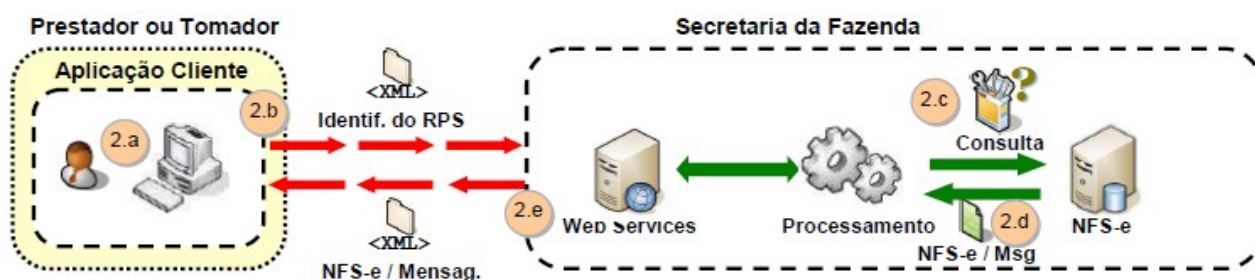 Prestador ou Tomador
Secretaria da Fazenda
Aplicação Cliente
2.a
2.b
<XML>
Identif. do RPS
2.c
?
Consulta
2.e
Web Services
Processamento
2.d
NFS-e
NFS-e / Msg
<XML>
NFS-e / Mensag.